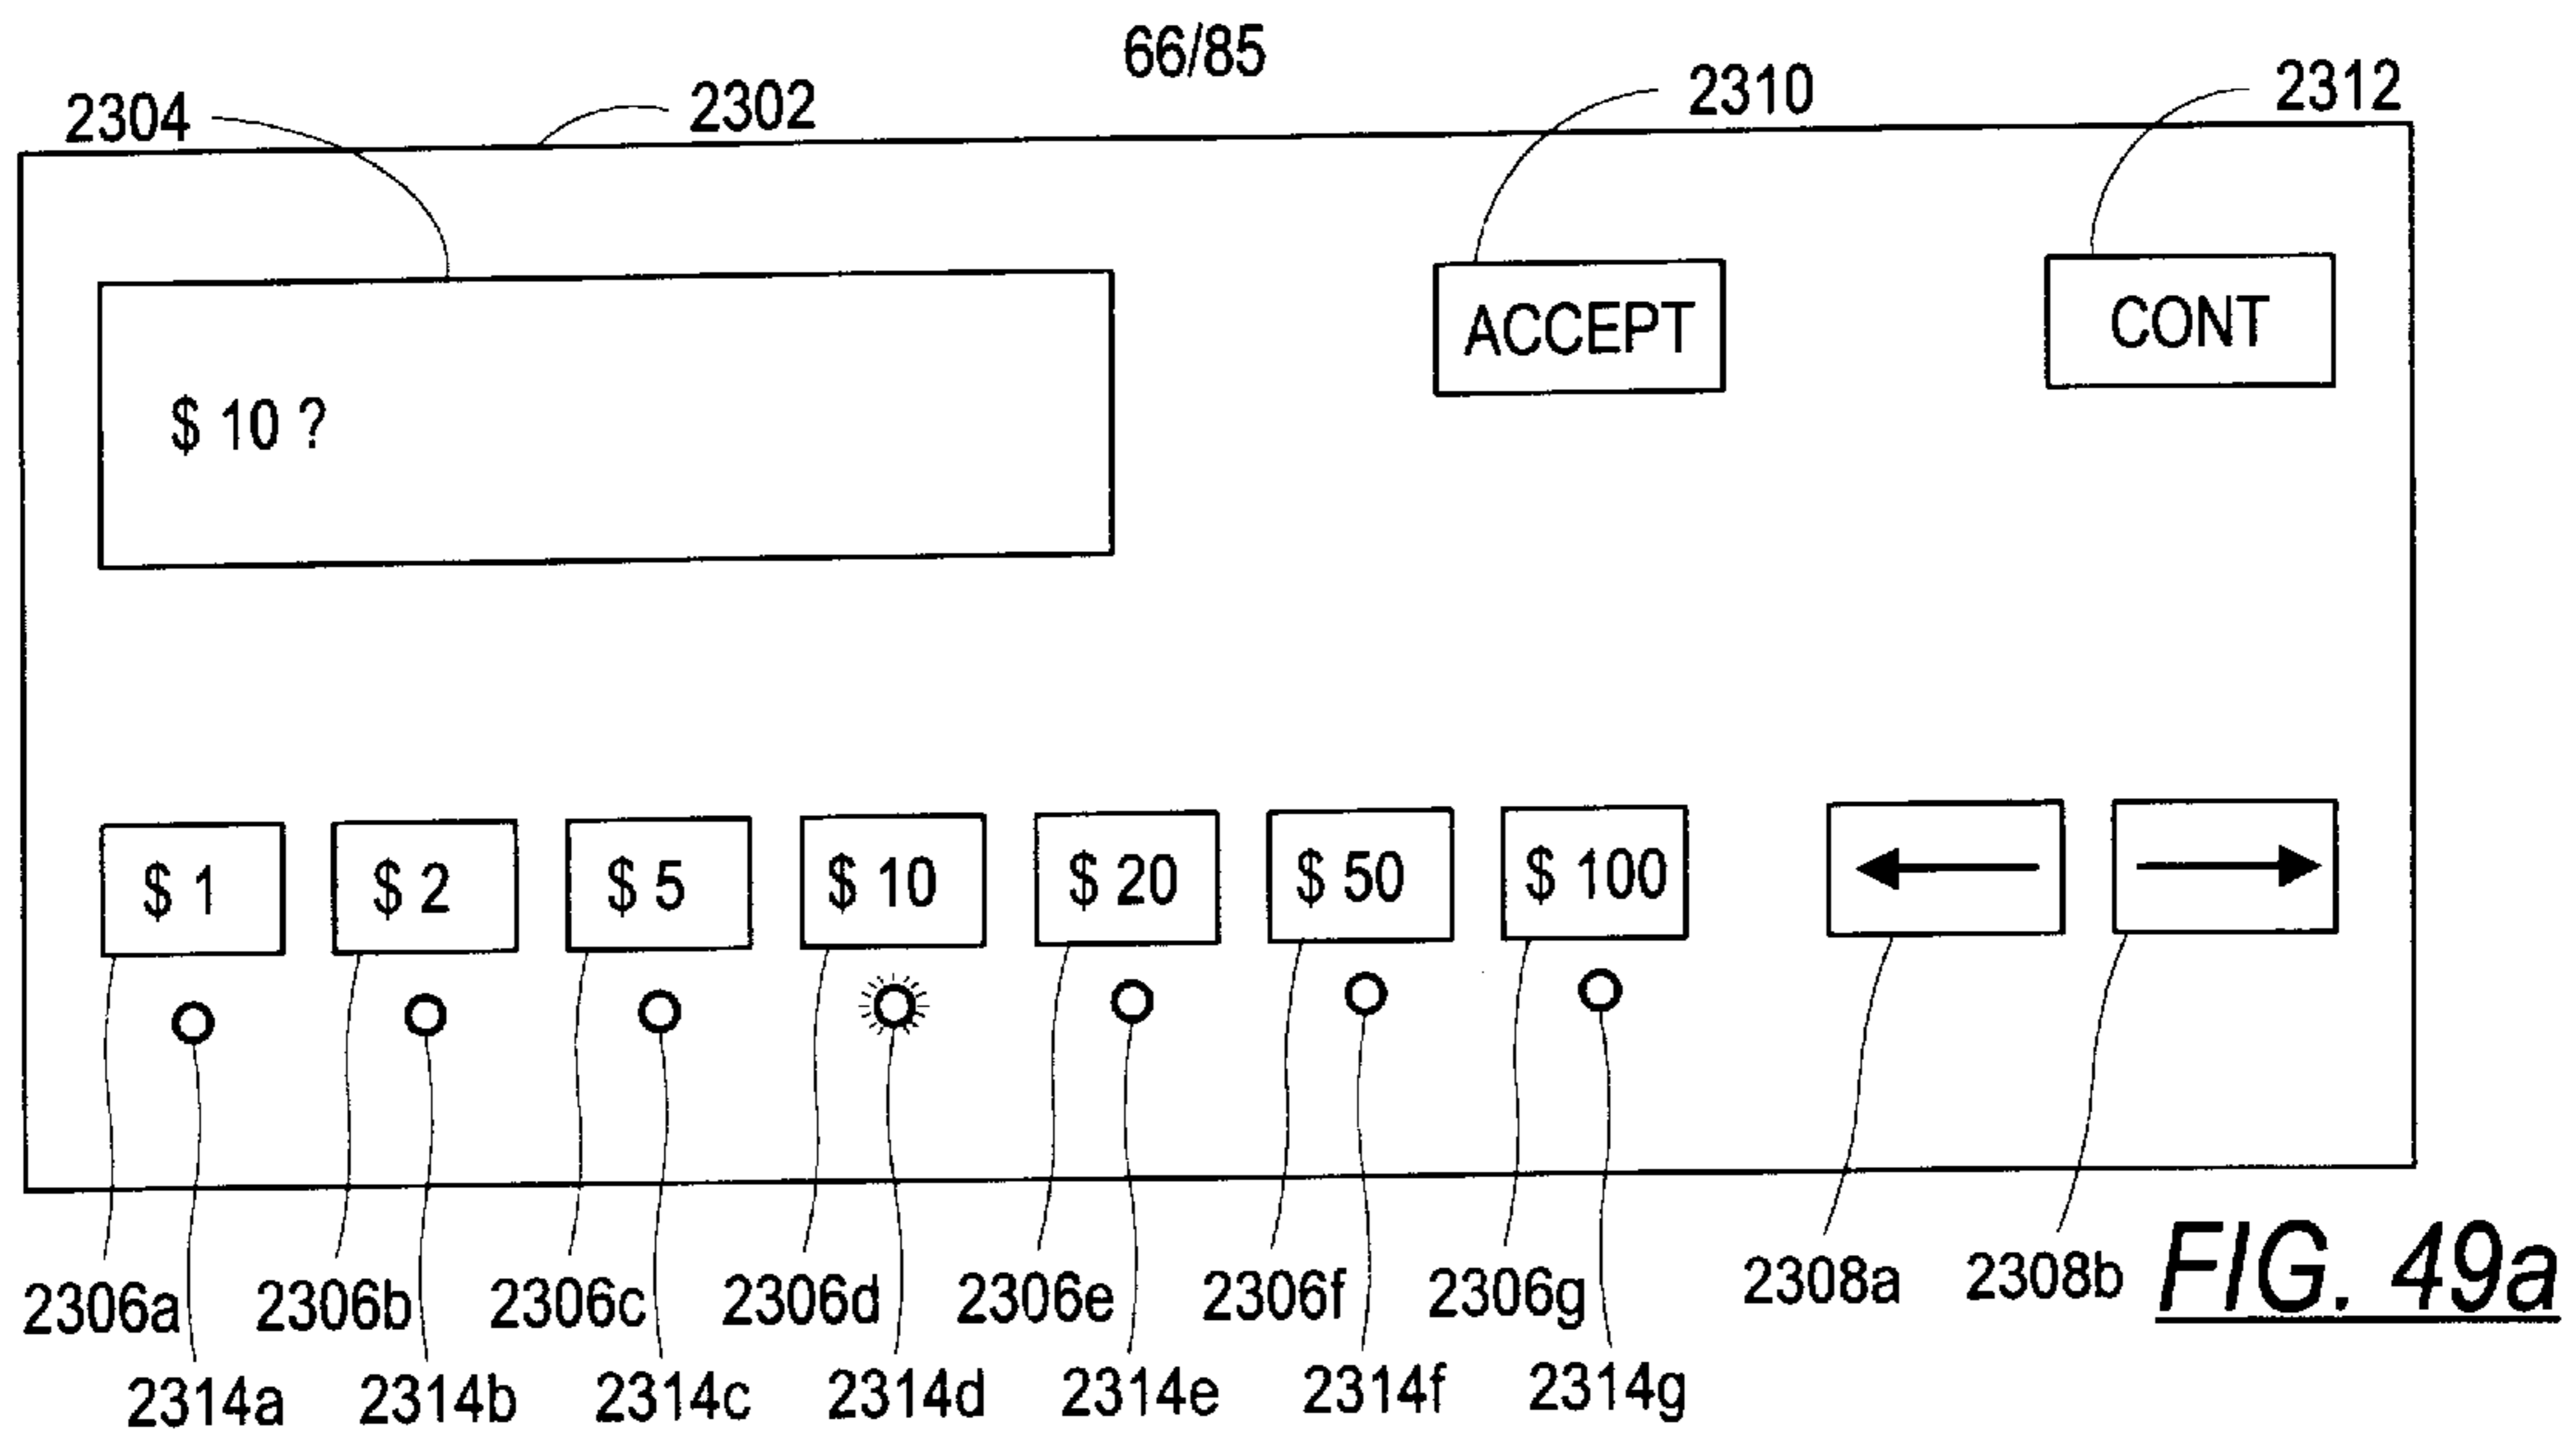 66/85
2304 2302 2310 2312
ACCEPT CONT
$ 10 ?
$ 1 $ 2 $ 5 $ 10 $ 20 $ 50 $ 100
2306a 2306b 2306c 2306d 2306e 2306f 2306g 2308a 2308b FIG. 49a
2314a 2314b 2314c 2314d 2314e 2314f 2314g